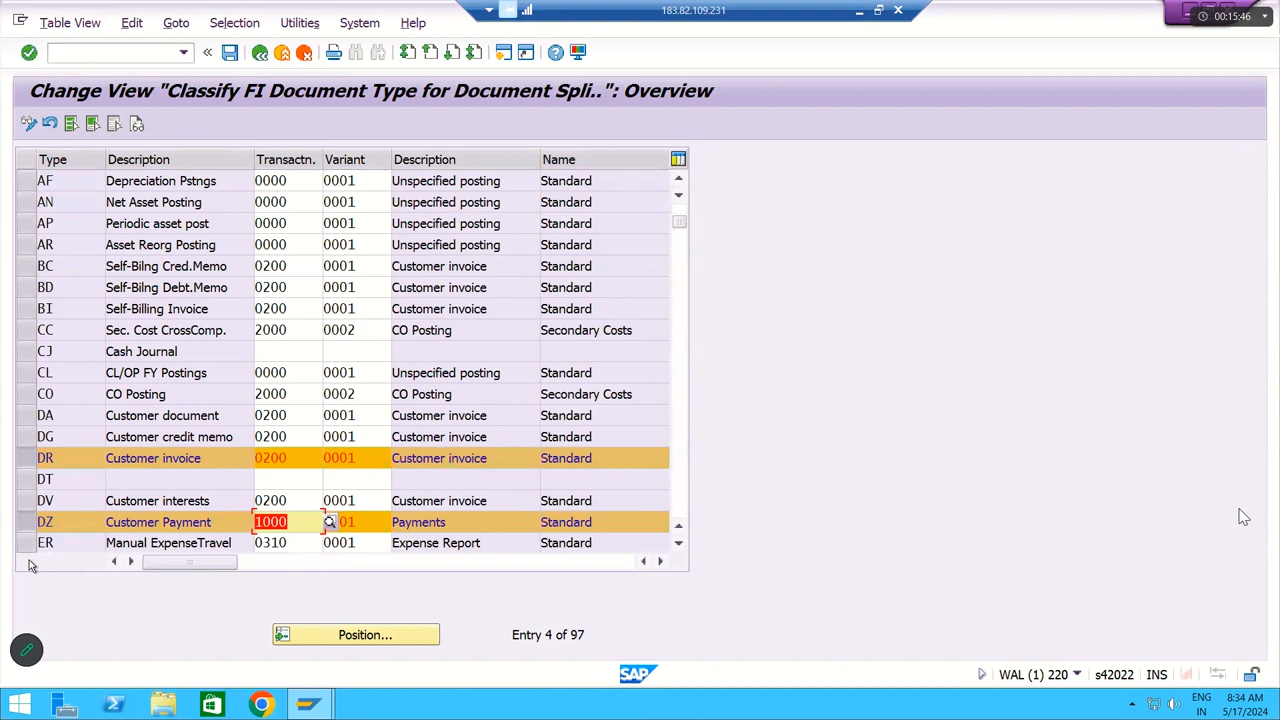 183.82.109.231
00:15:46
Table View Edit Goto Selection Utilities System Help
Change View "Classify FI Document Type for Document Spli..": Overview
Type Description Transactn. Variant Description Name
AF Depreciation Pstngs 0000 0001 Unspecified posting Standard
AN Net Asset Posting 0000 0001 Unspecified posting Standard
AP Periodic asset post 0000 0001 Unspecified posting Standard
AR Asset Reorg Posting 0000 0001 Unspecified posting Standard
BC Self-Bilng Cred.Memo 0200 0001 Customer invoice Standard
BD Self-Bilng Debt.Memo 0200 0001 Customer invoice Standard
BI Self-Billing Invoice 0200 0001 Customer invoice Standard
CC Sec. Cost CrossComp. 2000 0002 CO Posting Secondary Costs
CJ Cash Journal
CL CL/OP FY Postings 0000 0001 Unspecified posting Standard
CO CO Posting 2000 0002 CO Posting Secondary Costs
DA Customer document 0200 0001 Customer invoice Standard
DG Customer credit memo 0200 0001 Customer invoice Standard
DR Customer invoice 0200 0001 Customer invoice Standard
DT
DV Customer interests 0200 0001 Customer invoice Standard
DZ Customer Payment 1000 01 Payments Standard
ER Manual ExpenseTravel 0310 0001 Expense Report Standard
Position... Entry 4 of 97
SAP WAL (1) 220 s42022 INS
ENG 8:34 AM
IN 5/17/2024